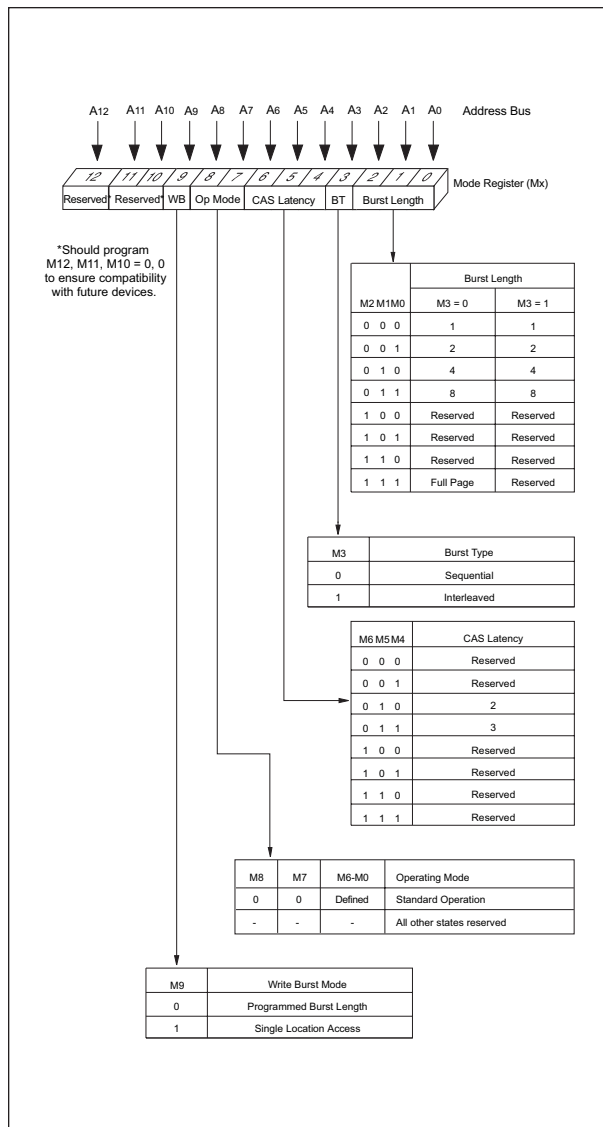 A12 A11 A10 A9 A8 A7 A6 A5 A4 A3 A2 A1 A0 Address Bus
12 11 10 9 8 7 6 5 4 3 2 1 0
Mode Register (Mx)
Reserved* Reserved* WB Op Mode CAS Latency BT Burst Length
*Should program
M12, M11, M10 = 0, 0
to ensure compatibility
with future devices.
Burst Length
M2 M1M0 M3 = 0 M3 = 1
0 0 0 1 1
0 0 1 2 2
0 1 0 4 4
0 1 1 8 8
1 0 0 Reserved Reserved
1 0 1 Reserved Reserved
1 1 0 Reserved Reserved
1 1 1 Full Page Reserved
M3 Burst Type
0 Sequential
1 Interleaved
M6 M5 M4 CAS Latency
0 0 0 Reserved
0 0 1 Reserved
0 1 0 2
0 1 1 3
1 0 0 Reserved
1 0 1 Reserved
1 1 0 Reserved
1 1 1 Reserved
M8 M7 M6-M0 Operating Mode
0 0 Defined Standard Operation
- - - All other states reserved
M9 Write Burst Mode
0 Programmed Burst Length
1 Single Location Access